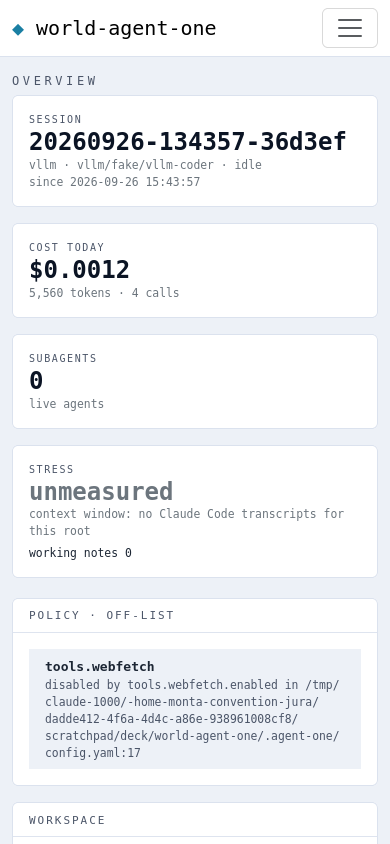 ◆ world-agent-one
OVERVIEW
SESSION
20260926-134357-36d3ef
vllm · vllm/fake/vllm-coder · idle
since 2026-09-26 15:43:57
COST TODAY
$0.0012
5,560 tokens · 4 calls
SUBAGENTS
0
live agents
STRESS
unmeasured
context window: no Claude Code transcripts for
this root
working notes 0
POLICY · OFF-LIST
tools.webfetch
disabled by tools.webfetch.enabled in /tmp/
claude-1000/-home-monta-convention-jura/
dadde412-4f6a-4d4c-a86e-938961008cf8/
scratchpad/deck/world-agent-one/.agent-one/
config.yaml:17
WORKSPACE